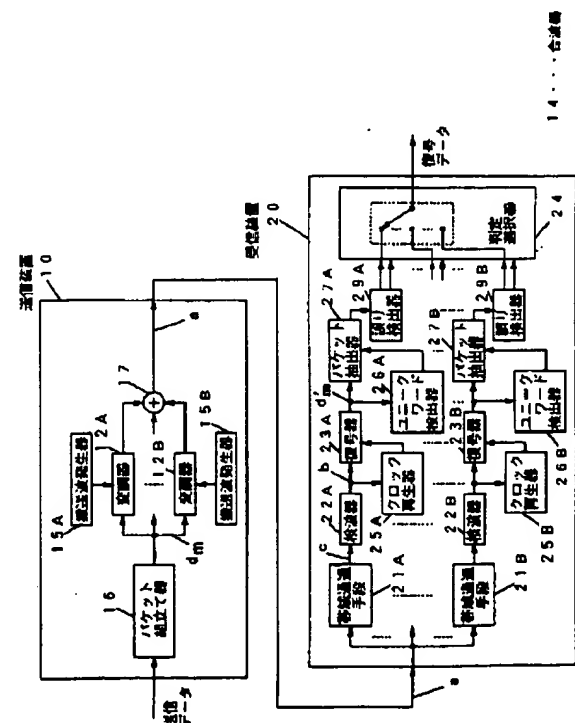 送信装置
10
搬送波発生器
15A
変調器
12A
17
a
変調器
12B
搬送波発生器
15B
dm
16
パケット
組立て器
送信
データ
受信装置
20
復号
データ
判定
選択器
24
27A
パケット
抽出器
29A
誤り
検出器
d'm
23A
復号器
26A
ユニーク
ワード
検出器
b
22A
検波器
25A
クロック
再生器
c
帯域通過
手段
21A
27B
パケット
抽出器
29B
誤り
検出器
23B
復号器
ユニーク
ワード
検出器
26B
22B
検波器
クロック
再生器
25B
帯域通過
手段
21B
a
14・・・合波器